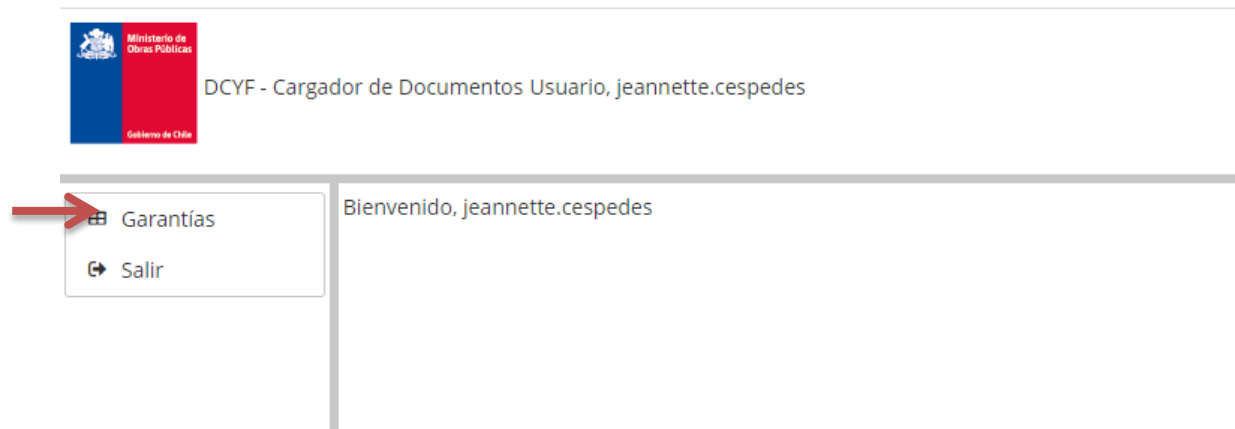 Ministerio de
Obras Públicas
DCYF - Cargador de Documentos Usuario, jeannette.cespedes
Gobierno de Chile
Garantías
Bienvenido, jeannette.cespedes
Salir